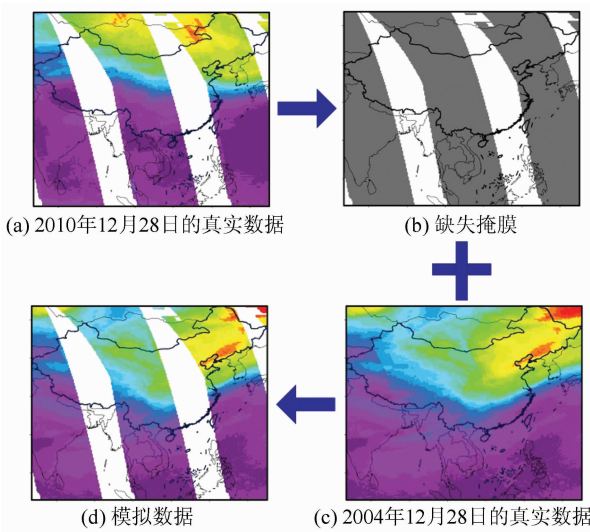 (a) 2010年12月28日的真实数据
(b) 缺失掩膜
(d) 模拟数据
(c) 2004年12月28日的真实数据